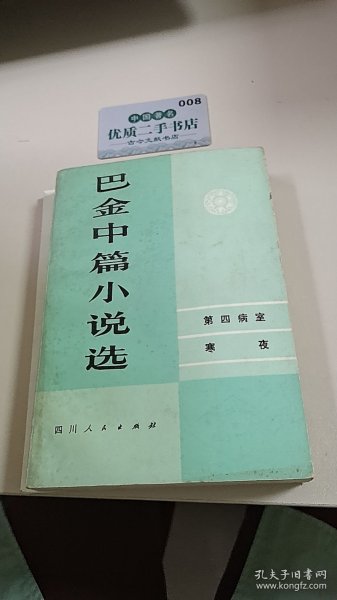 008
中国著名
优质二手书店
古今文献书店
巴金中篇小说选
第四病室
寒夜
四川人民出版社
孔夫子旧书网